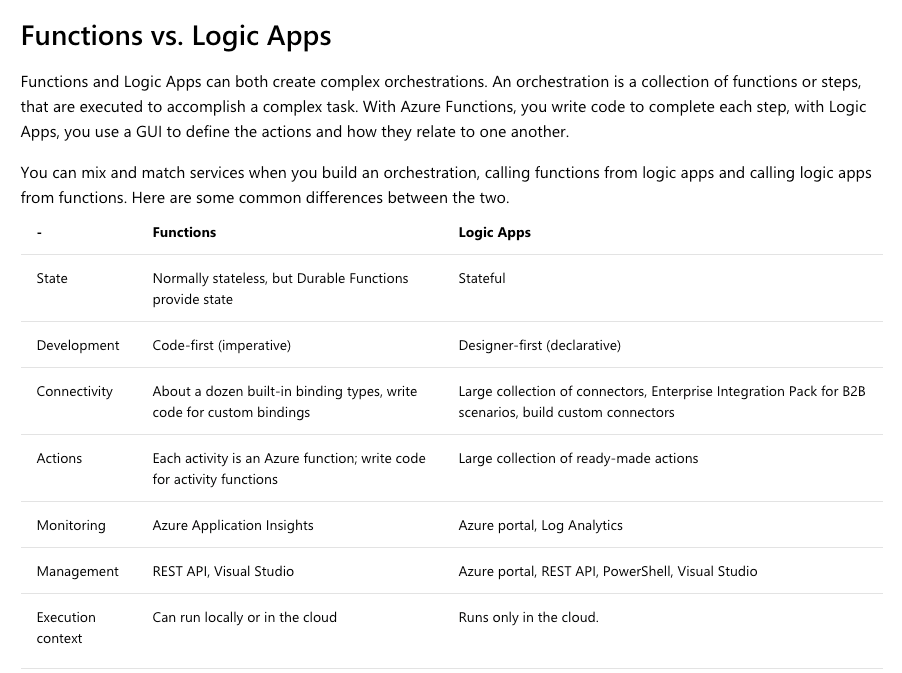 Functions vs. Logic Apps
Functions and Logic Apps can both create complex orchestrations. An orchestration is a collection of functions or steps,
that are executed to accomplish a complex task. With Azure Functions, you write code to complete each step, with Logic
Apps, you use a GUI to define the actions and how they relate to one another.
You can mix and match services when you build an orchestration, calling functions from logic apps and calling logic apps
from functions. Here are some common differences between the two.
- Functions Logic Apps
State Normally stateless, but Durable Functions Stateful
provide state
Development Code-first (imperative) Designer-first (declarative)
Connectivity About a dozen built-in binding types, write Large collection of connectors, Enterprise Integration Pack for B2B
code for custom bindings scenarios, build custom connectors
Actions Each activity is an Azure function; write code Large collection of ready-made actions
for activity functions
Monitoring Azure Application Insights Azure portal, Log Analytics
Management REST API, Visual Studio Azure portal, REST API, PowerShell, Visual Studio
Execution Can run locally or in the cloud Runs only in the cloud.
context